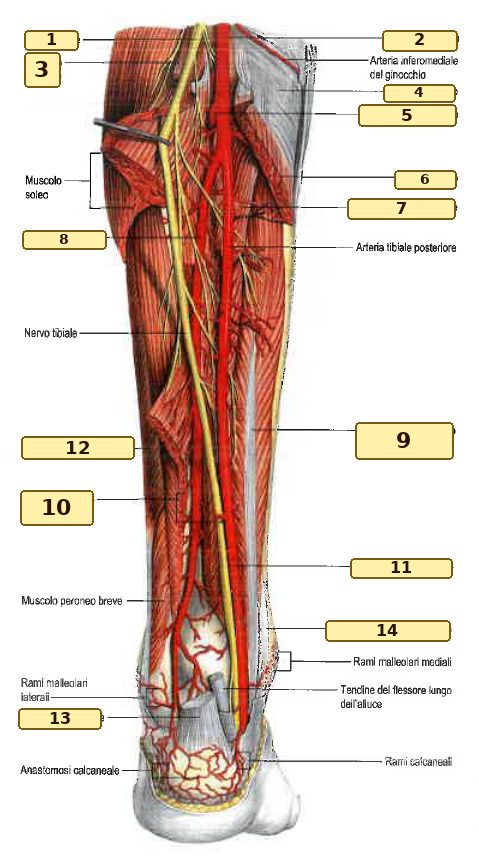 1
2
3
Arteria inferomediale
del ginocchio
4
5
Muscolo
soleo
6
7
8
Arteria tibiale posteriore
Nervo tibiale
9
12
10
11
Muscolo peroneo breve
14
Rami malleolari mediali
Rami malleolari
laterali
Tendine del flessore lungo
dell'alluce
13
Anastomosi calcaneale
Rami calcaneali